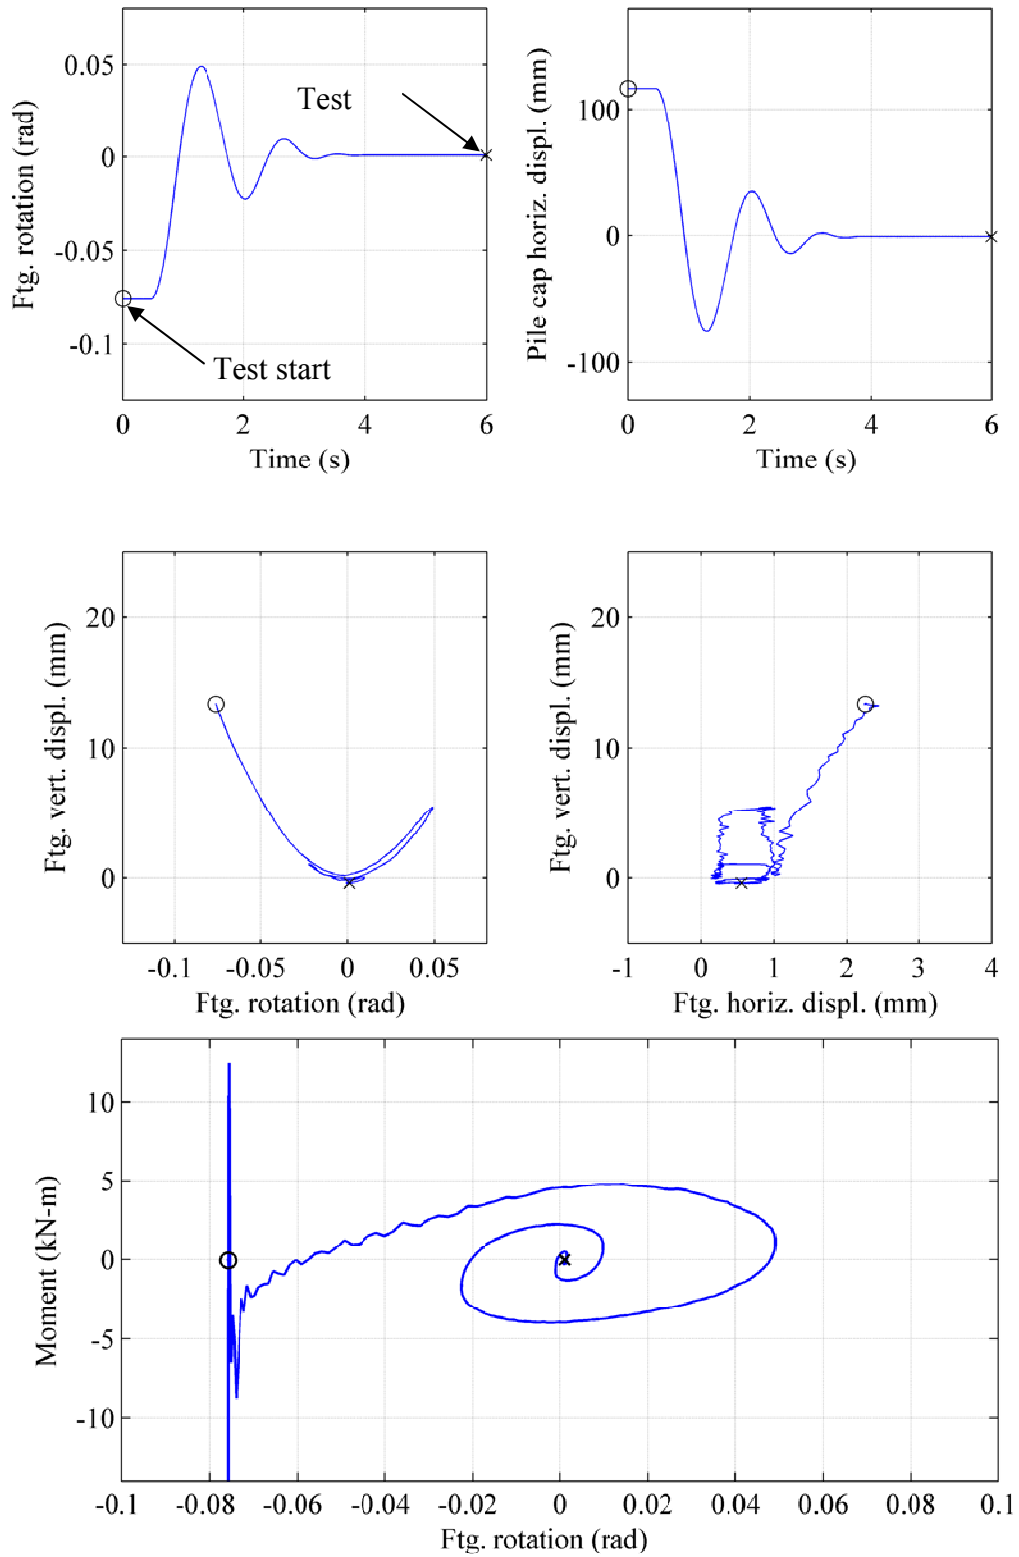 0.05
0
-0.05
-0.1
Ftg. rotation (rad)
Test
Test start
0 2 4 6
Time (s)
100
0
-100
Pile cap horiz. displ. (mm)
0 2 4 6
Time (s)
20
10
0
Ftg. vert. displ. (mm)
-0.1 -0.05 0 0.05
Ftg. rotation (rad)
20
10
0
Ftg. vert. displ. (mm)
-1 0 1 2 3 4
Ftg. horiz. displ. (mm)
10
5
0
-5
-10
Moment (kN-m)
-0.1 -0.08 -0.06 -0.04 -0.02 0 0.02 0.04 0.06 0.08 0.1
Ftg. rotation (rad)